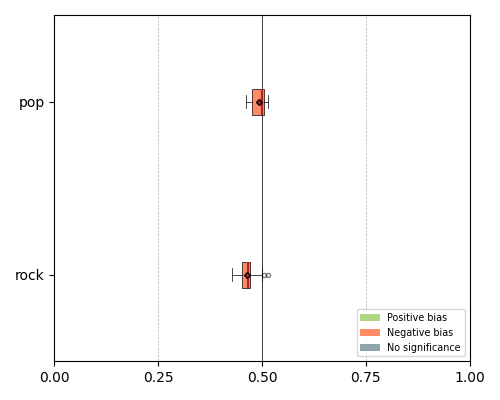 pop
rock
Positive bias
Negative bias
No significance
0.00 0.25 0.50 0.75 1.00